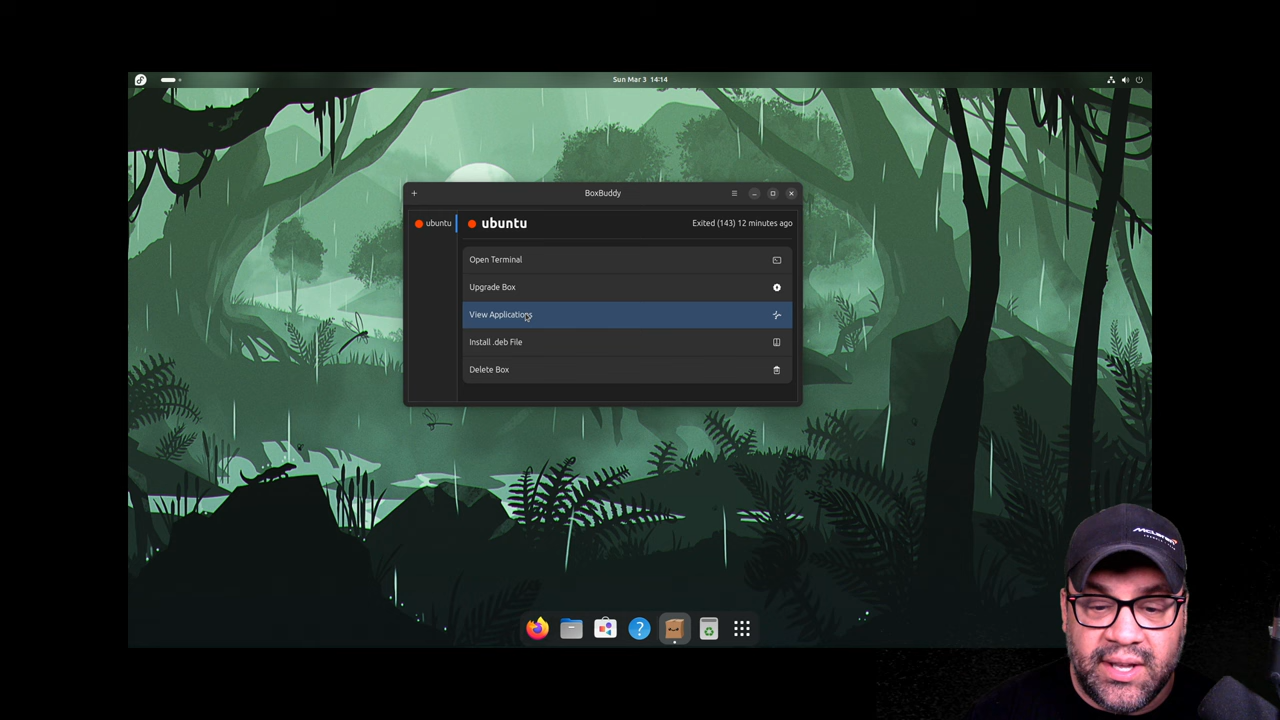 Sun Mar 3 14:14
BoxBuddy
ubuntu
ubuntu
Exited (143) 12 minutes ago
Open Terminal
Upgrade Box
View Applications
Install .deb File
Delete Box
McLaren